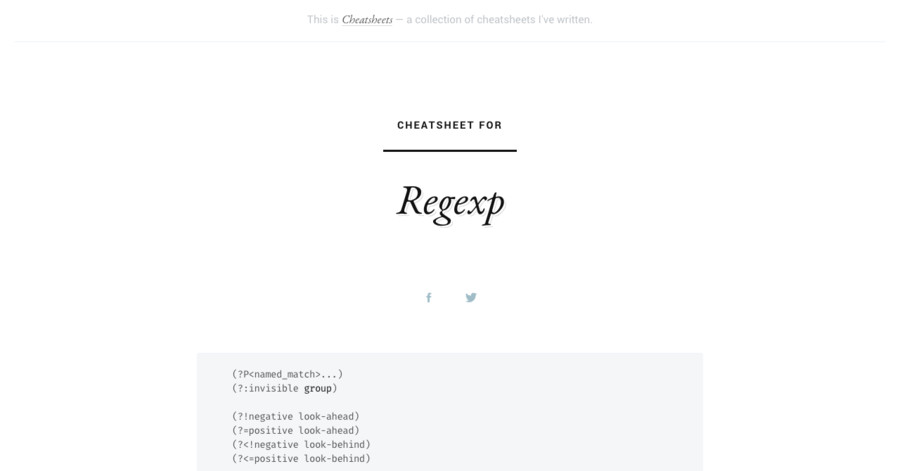 This is Cheatsheets — a collection of cheatsheets I've written.
CHEATSHEET FOR
Regexp
(?P<named_match>...)
(?:invisible group)
(?!negative look-ahead)
(?=positive look-ahead)
(?<!negative look-behind)
(?<=positive look-behind)